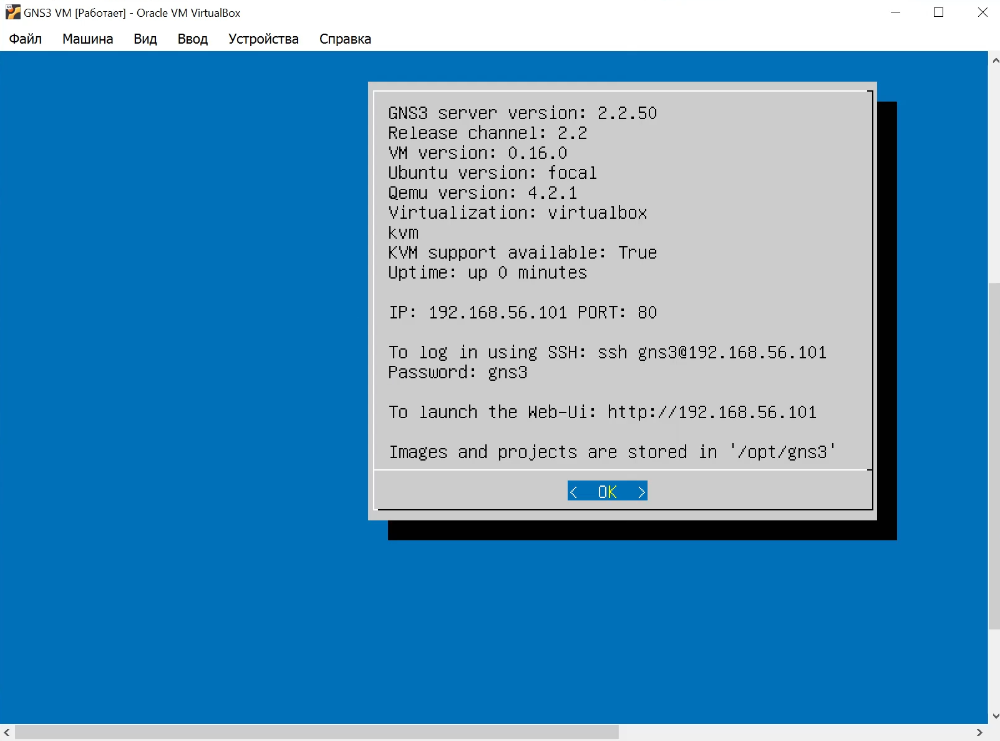 GNS3 VM [Работает] - Oracle VM VirtualBox
Файл Машина Вид Ввод Устройства Справка
GNS3 server version: 2.2.50
Release channel: 2.2
VM version: 0.16.0
Ubuntu version: focal
Qemu version: 4.2.1
Virtualization: virtualbox
kvm
KVM support available: True
Uptime: up 0 minutes
IP: 192.168.56.101 PORT: 80
To log in using SSH: ssh gns3@192.168.56.101
Password: gns3
To launch the Web-Ui: http://192.168.56.101
Images and projects are stored in '/opt/gns3'
< OK >